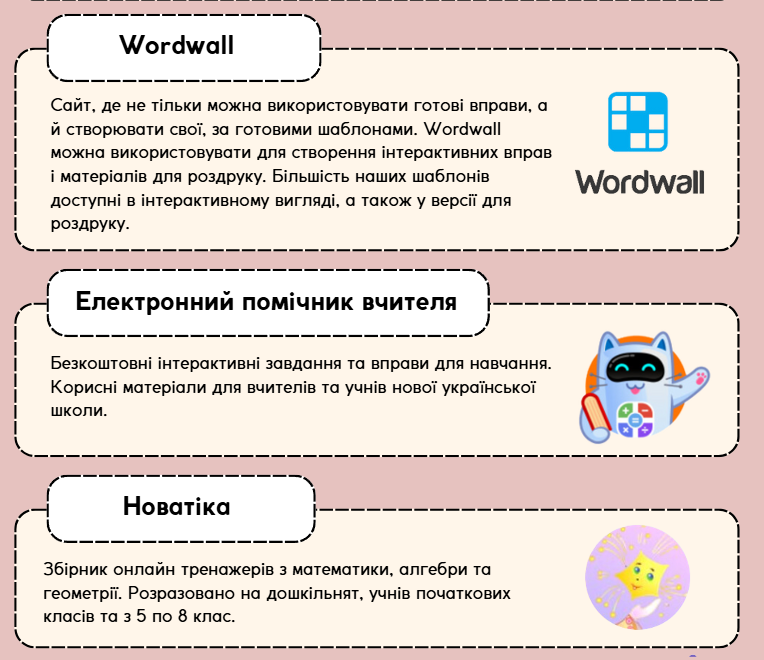 Wordwall
Сайт, де не тільки можна використовувати готові вправи, а
й створювати свої, за готовими шаблонами. Wordwall
можна використовувати для створення інтерактивних вправ
і матеріалів для роздруку. Більшість наших шаблонів
доступні в інтерактивному вигляді, а також у версії для
роздруку.
Wordwall
Електронний помічник вчителя
Безкоштовні інтерактивні завдання та вправи для навчання.
Корисні матеріали для вчителів та учнів нової української
школи.
Новатіка
Збірник онлайн тренажерів з математики, алгебри та
геометрії. Розразовано на дошкільнят, учнів початкових
класів та з 5 по 8 клас.